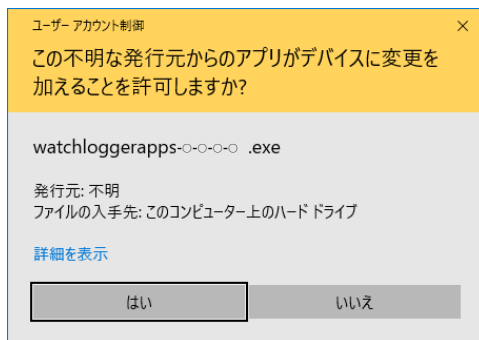 ユーザー アカウント制御
この不明な発行元からのアプリがデバイスに変更を
加えることを許可しますか?
watchloggerapps-○-○-○-○ .exe
発行元: 不明
ファイルの入手先: このコンピューター上のハード ドライブ
詳細を表示
はい
いいえ